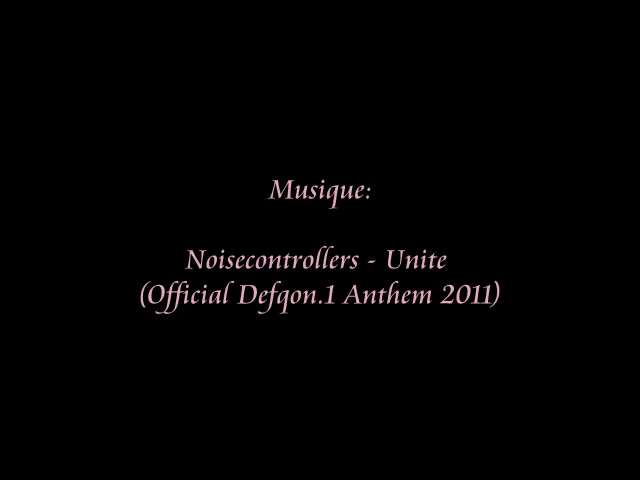 Musique:
Noisecontrollers - Unite
(Official Defqon.1 Anthem 2011)